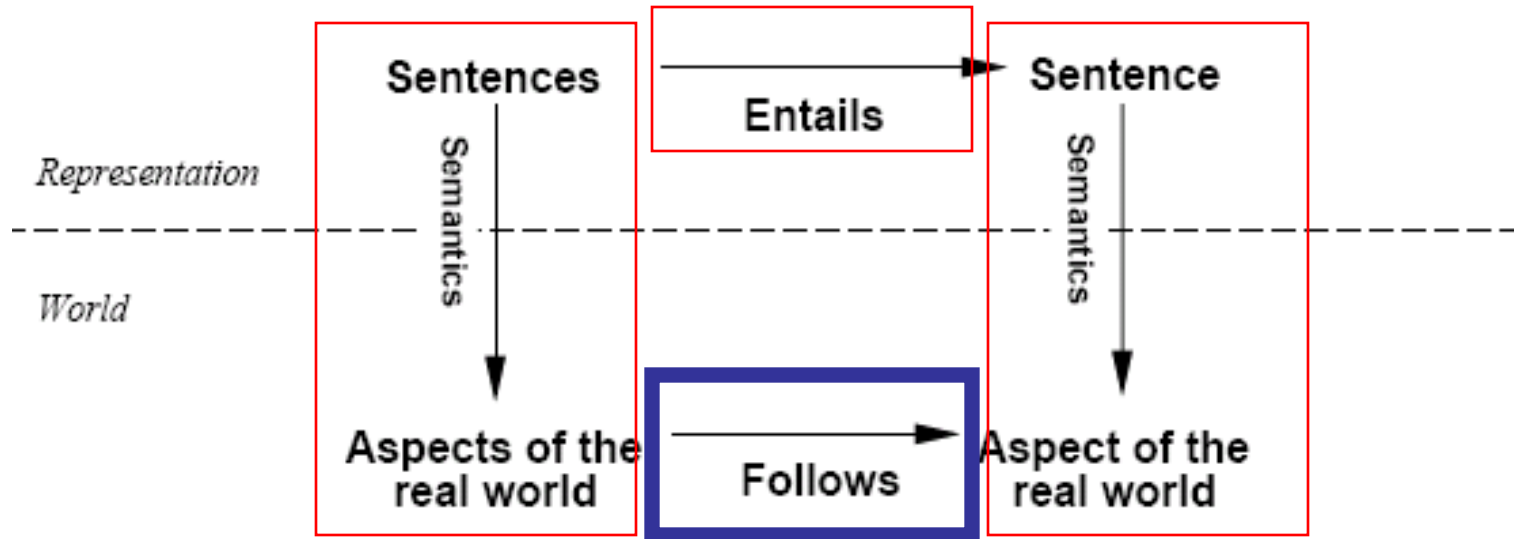 Sentences
Entails
Sentence
Representation
Semantics
Semantics
World
Aspects of the
real world
Follows
Aspect of the
real world